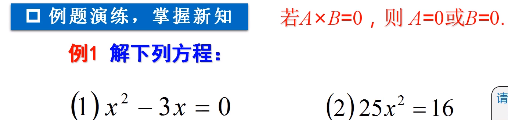 例题演练，掌握新知
若A×B=0，则 A=0或B=0.
例1 解下列方程：
(1) x² − 3x = 0 (2) 25x² = 16
请